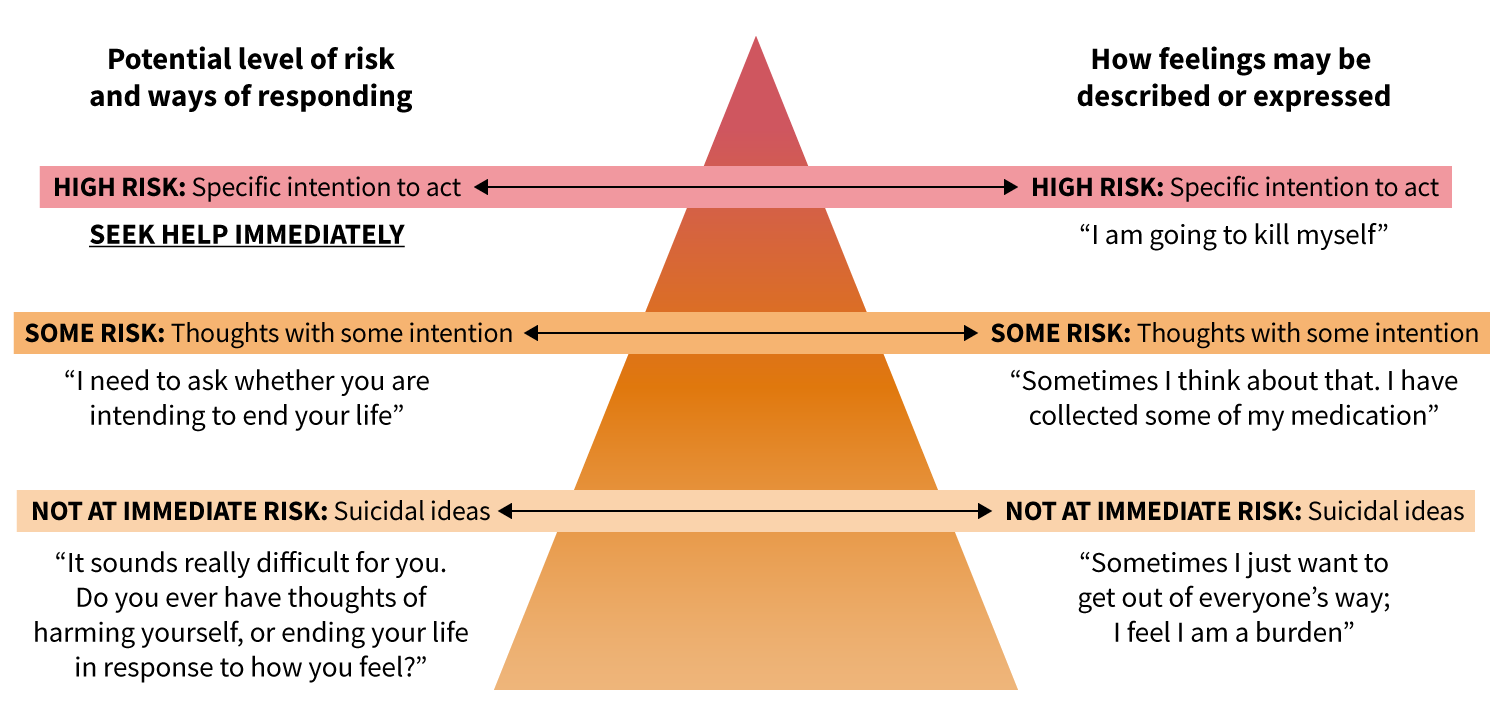 Potential level of risk
and ways of responding
How feelings may be
described or expressed
HIGH RISK: Specific intention to act
HIGH RISK: Specific intention to act
SEEK HELP IMMEDIATELY
“I am going to kill myself”
SOME RISK: Thoughts with some intention
SOME RISK: Thoughts with some intention
“I need to ask whether you are
intending to end your life”
“Sometimes I think about that. I have
collected some of my medication”
NOT AT IMMEDIATE RISK: Suicidal ideas
NOT AT IMMEDIATE RISK: Suicidal ideas
“It sounds really difficult for you.
Do you ever have thoughts of
harming yourself, or ending your life
in response to how you feel?”
“Sometimes I just want to
get out of everyone’s way;
I feel I am a burden”